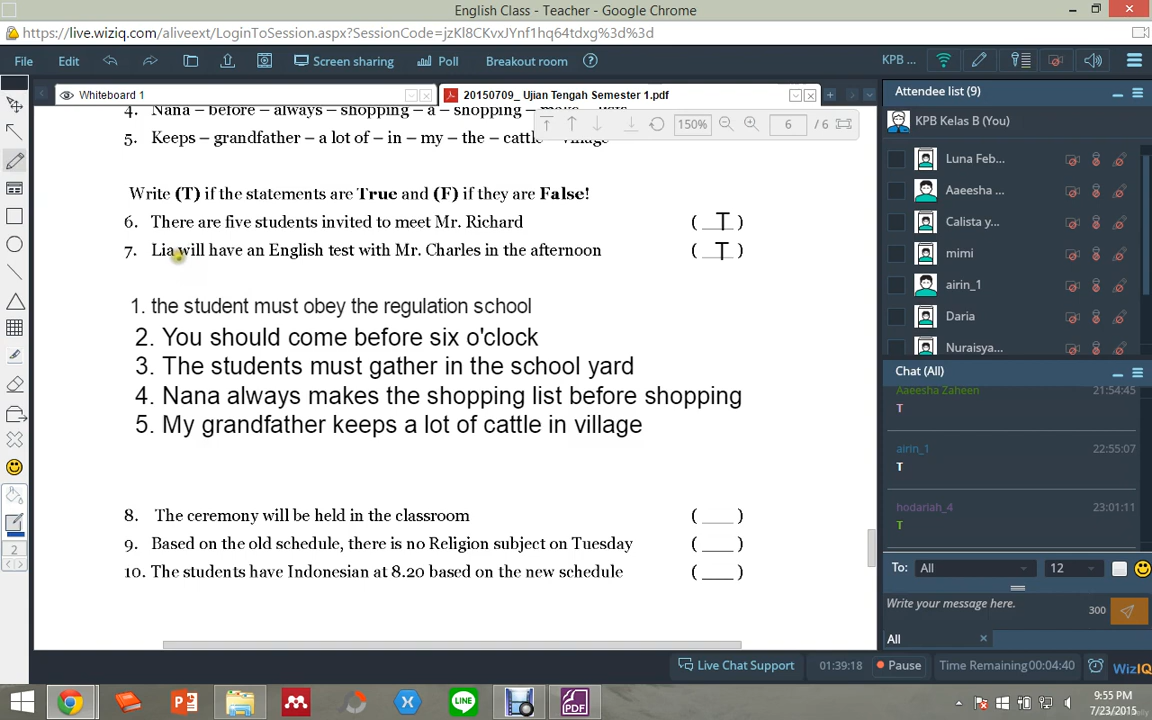 English Class - Teacher - Google Chrome
https://live.wiziq.com/aliveext/LoginToSession.aspx?SessionCode=jzKl8CKvxJYnf1hq64tdxg%3d%3d
File Edit Screen sharing Poll Breakout room ? KPB ...
Whiteboard 1 20150709_ Ujian Tengah Semester 1.pdf
Attendee list (9)
150% 6 / 6
KPB Kelas B (You)
Luna Feb...
Aaeesha ...
Calista y...
mimi
airin_1
Daria
Nuraisya...
4. Nana – before – always – shopping – a – shopping – make – lists
5. Keeps – grandfather – a lot of – in – my – the – cattle – village
Write (T) if the statements are True and (F) if they are False!
6. There are five students invited to meet Mr. Richard ( T )
7. Lia will have an English test with Mr. Charles in the afternoon ( T )
1. the student must obey the regulation school
2. You should come before six o'clock
3. The students must gather in the school yard
4. Nana always makes the shopping list before shopping
5. My grandfather keeps a lot of cattle in village
8. The ceremony will be held in the classroom ( ___ )
9. Based on the old schedule, there is no Religion subject on Tuesday ( ___ )
10. The students have Indonesian at 8.20 based on the new schedule ( ___ )
Chat (All)
Aaeesha Zaheen 21:54:45
T
airin_1 22:55:07
T
hodariah_4 23:01:11
T
To: All 12
Write your message here. 300
All
2
Live Chat Support 01:39:18 Pause Time Remaining 00:04:40 WizIQ
9:55 PM
7/23/2015